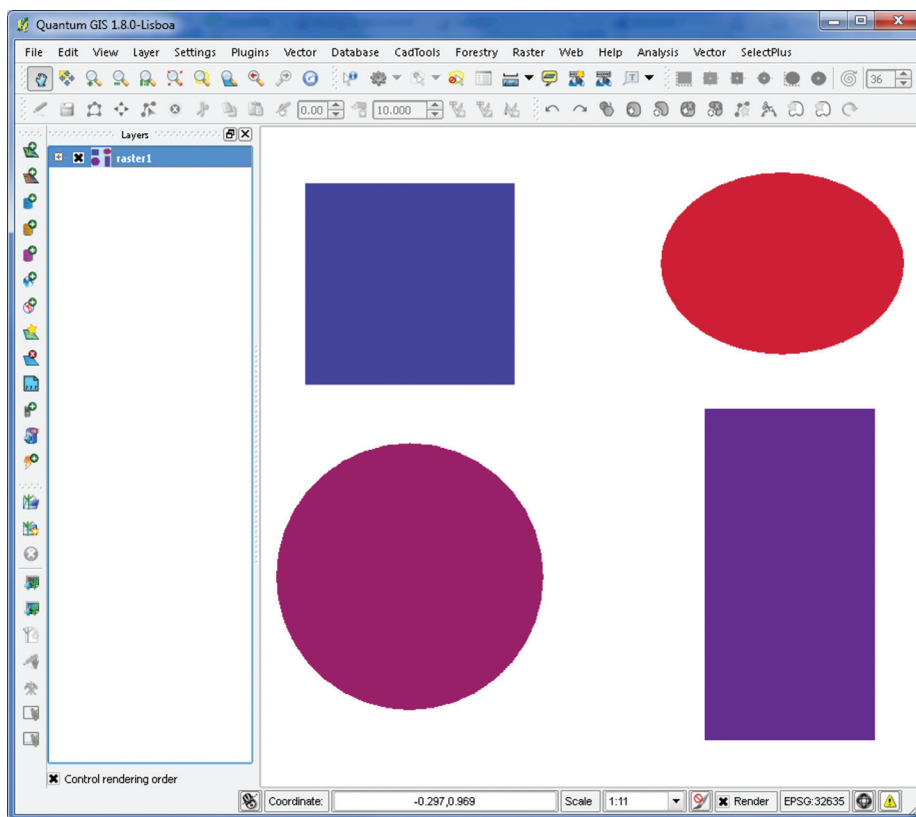 Quantum GIS 1.8.0-Lisboa
File Edit View Layer Settings Plugins Vector Database CadTools Forestry Raster Web Help Analysis Vector SelectPlus
36
0.00 10.000
Layers
raster1
Control rendering order
Coordinate: -0.297,0.969 Scale 1:11 Render EPSG:32635